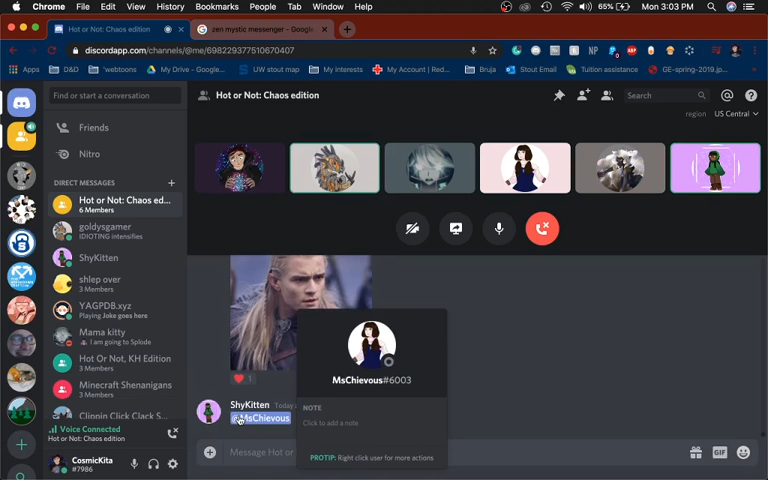 Chrome File Edit View History Bookmarks People Tab Window Help 65% Mon 3:03 PM
Hot or Not: Chaos edition
zen mystic messenger - Google
discordapp.com/channels/@me/698229377510670407
Apps D&D 'webtoons My Drive - Google... UW stout map My interests My Account | Red... Bruja Stout Email Tuition assistance GE-spring-2019.jp...
Find or start a conversation
Hot or Not: Chaos edition
Search
region US Central
Friends
Nitro
DIRECT MESSAGES
Hot or Not: Chaos ed...
6 Members
goldysgamer
IDIOTING intensifies
ShyKitten
shlep over
3 Members
YAGPDB.xyz
Playing Joke goes here
Mama kitty
I am going to Splode
Hot Or Not, KH Edition
3 Members
Minecraft Shenanigans
3 Members
Clippin Click Clack S...
Voice Connected
Hot or Not: Chaos edition
CosmicKita
#7986
1
ShyKitten
@MsChievous
MsChievous#6003
NOTE
Click to add a note
PROTIP: Right click user for more actions
Message Hot or
GIF